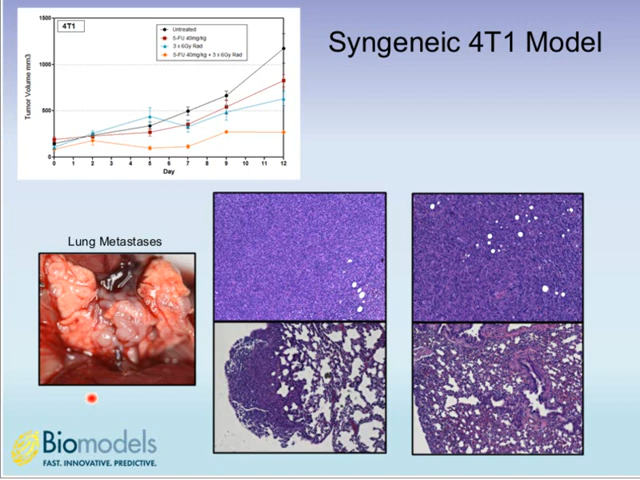 Syngeneic 4T1 Model
4T1
Untreated
5-FU 40mg/kg
3 x 6Gy Rad
5-FU 40mg/kg + 3 x 6Gy Rad
Tumor Volume mm3
1500
1000
500
0
0 1 2 3 4 5 6 7 8 9 10 11 12
Day
Lung Metastases
Biomodels
FAST. INNOVATIVE. PREDICTIVE.